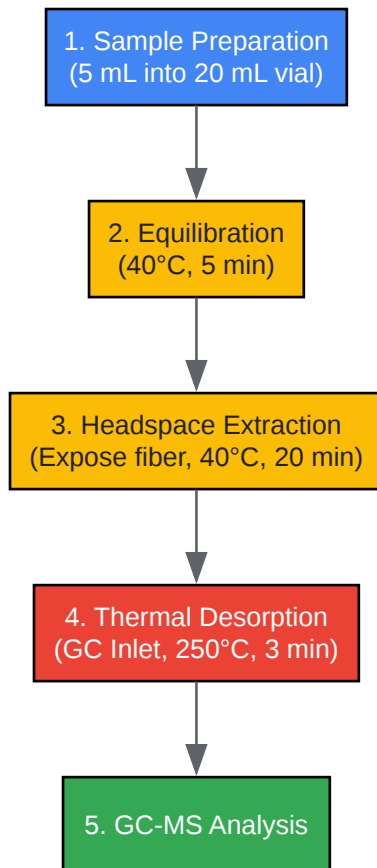 1. Sample Preparation
(5 mL into 20 mL vial)
2. Equilibration
(40°C, 5 min)
3. Headspace Extraction
(Expose fiber, 40°C, 20 min)
4. Thermal Desorption
(GC Inlet, 250°C, 3 min)
5. GC-MS Analysis